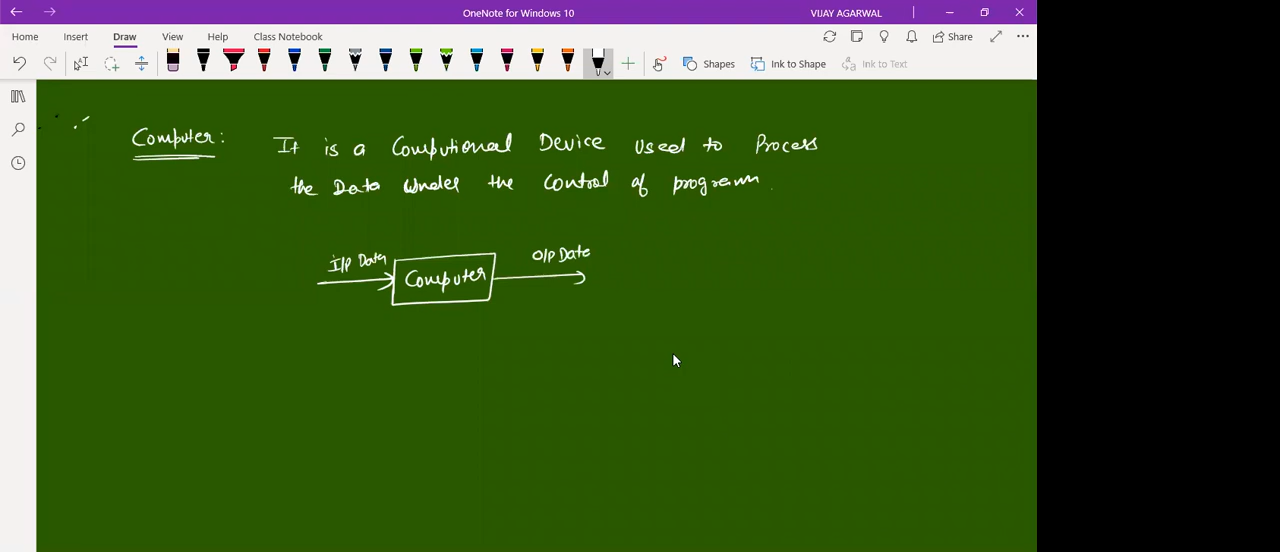 OneNote for Windows 10
VIJAY AGARWAL
Home
Insert
Draw
View
Help
Class Notebook
Share
Shapes
Ink to Shape
Ink to Text
Computer: It is a Computional Device used to Process
the Data under the Control of program.
I/P Data
Computer
O/P Data